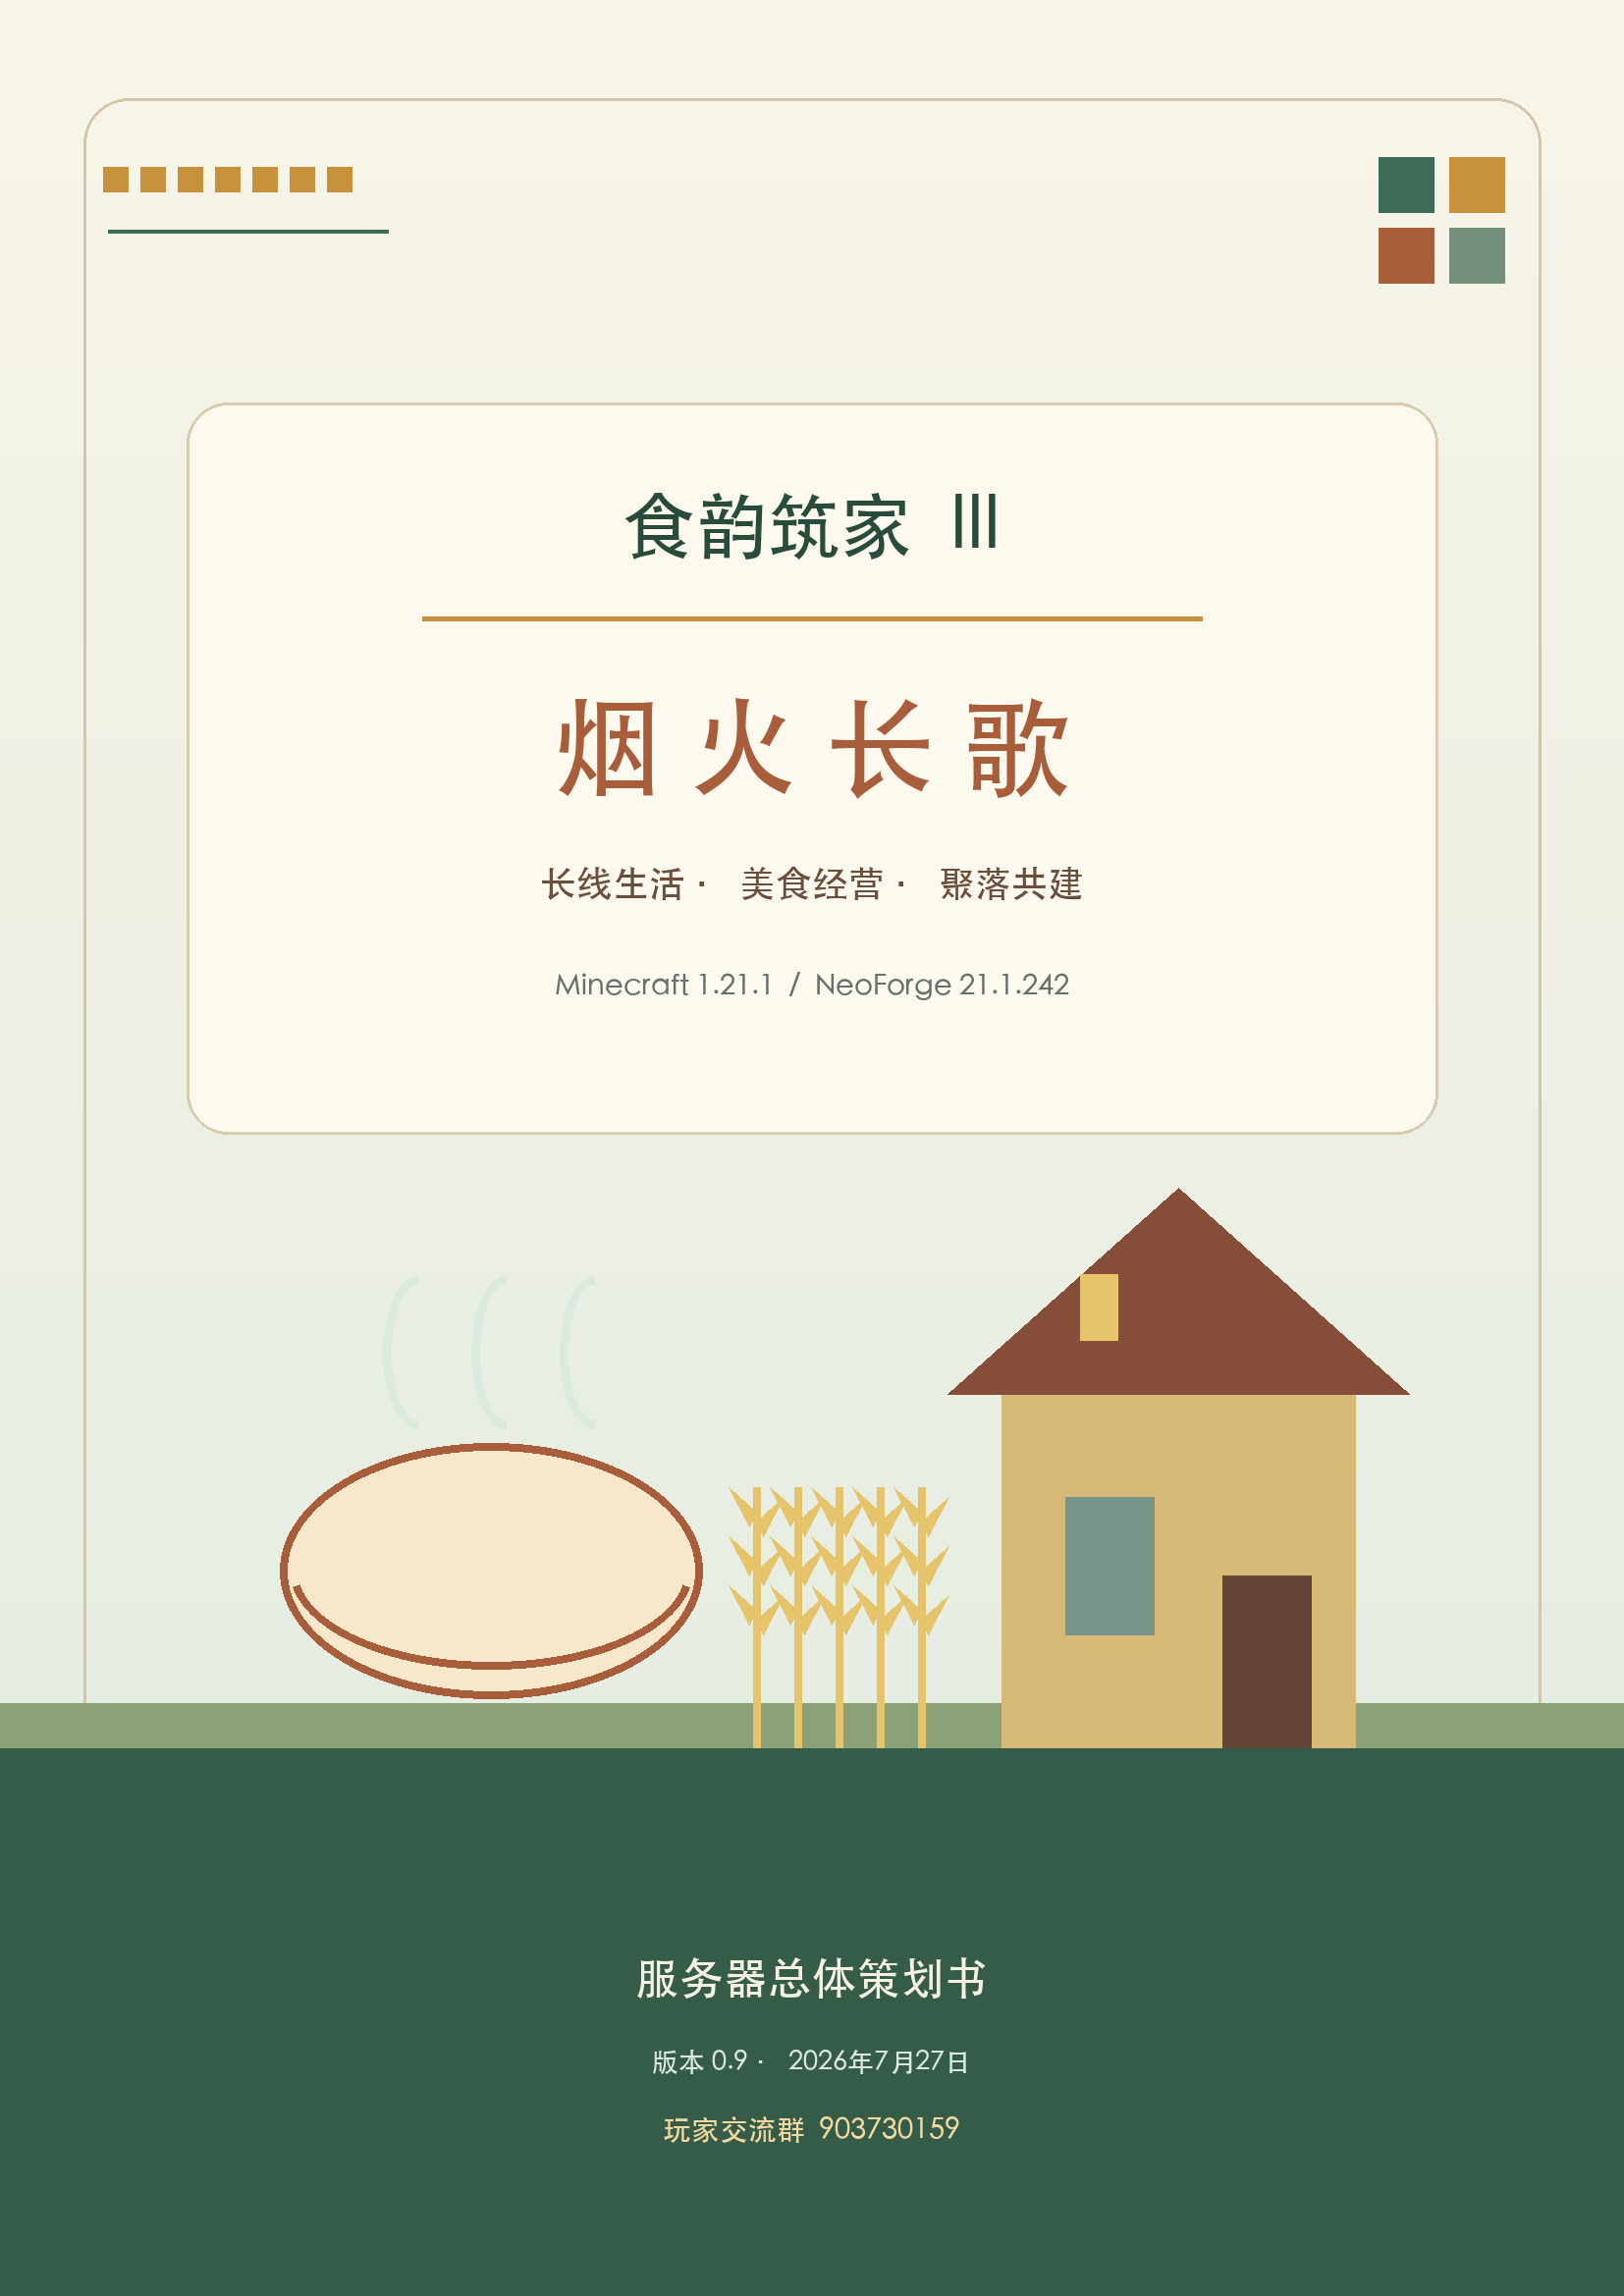 食韵筑家 III
烟火长歌
长线生活 · 美食经营 · 聚落共建
Minecraft 1.21.1 / NeoForge 21.1.242
服务器总体策划书
版本 0.9 · 2026年7月27日
玩家交流群 903730159